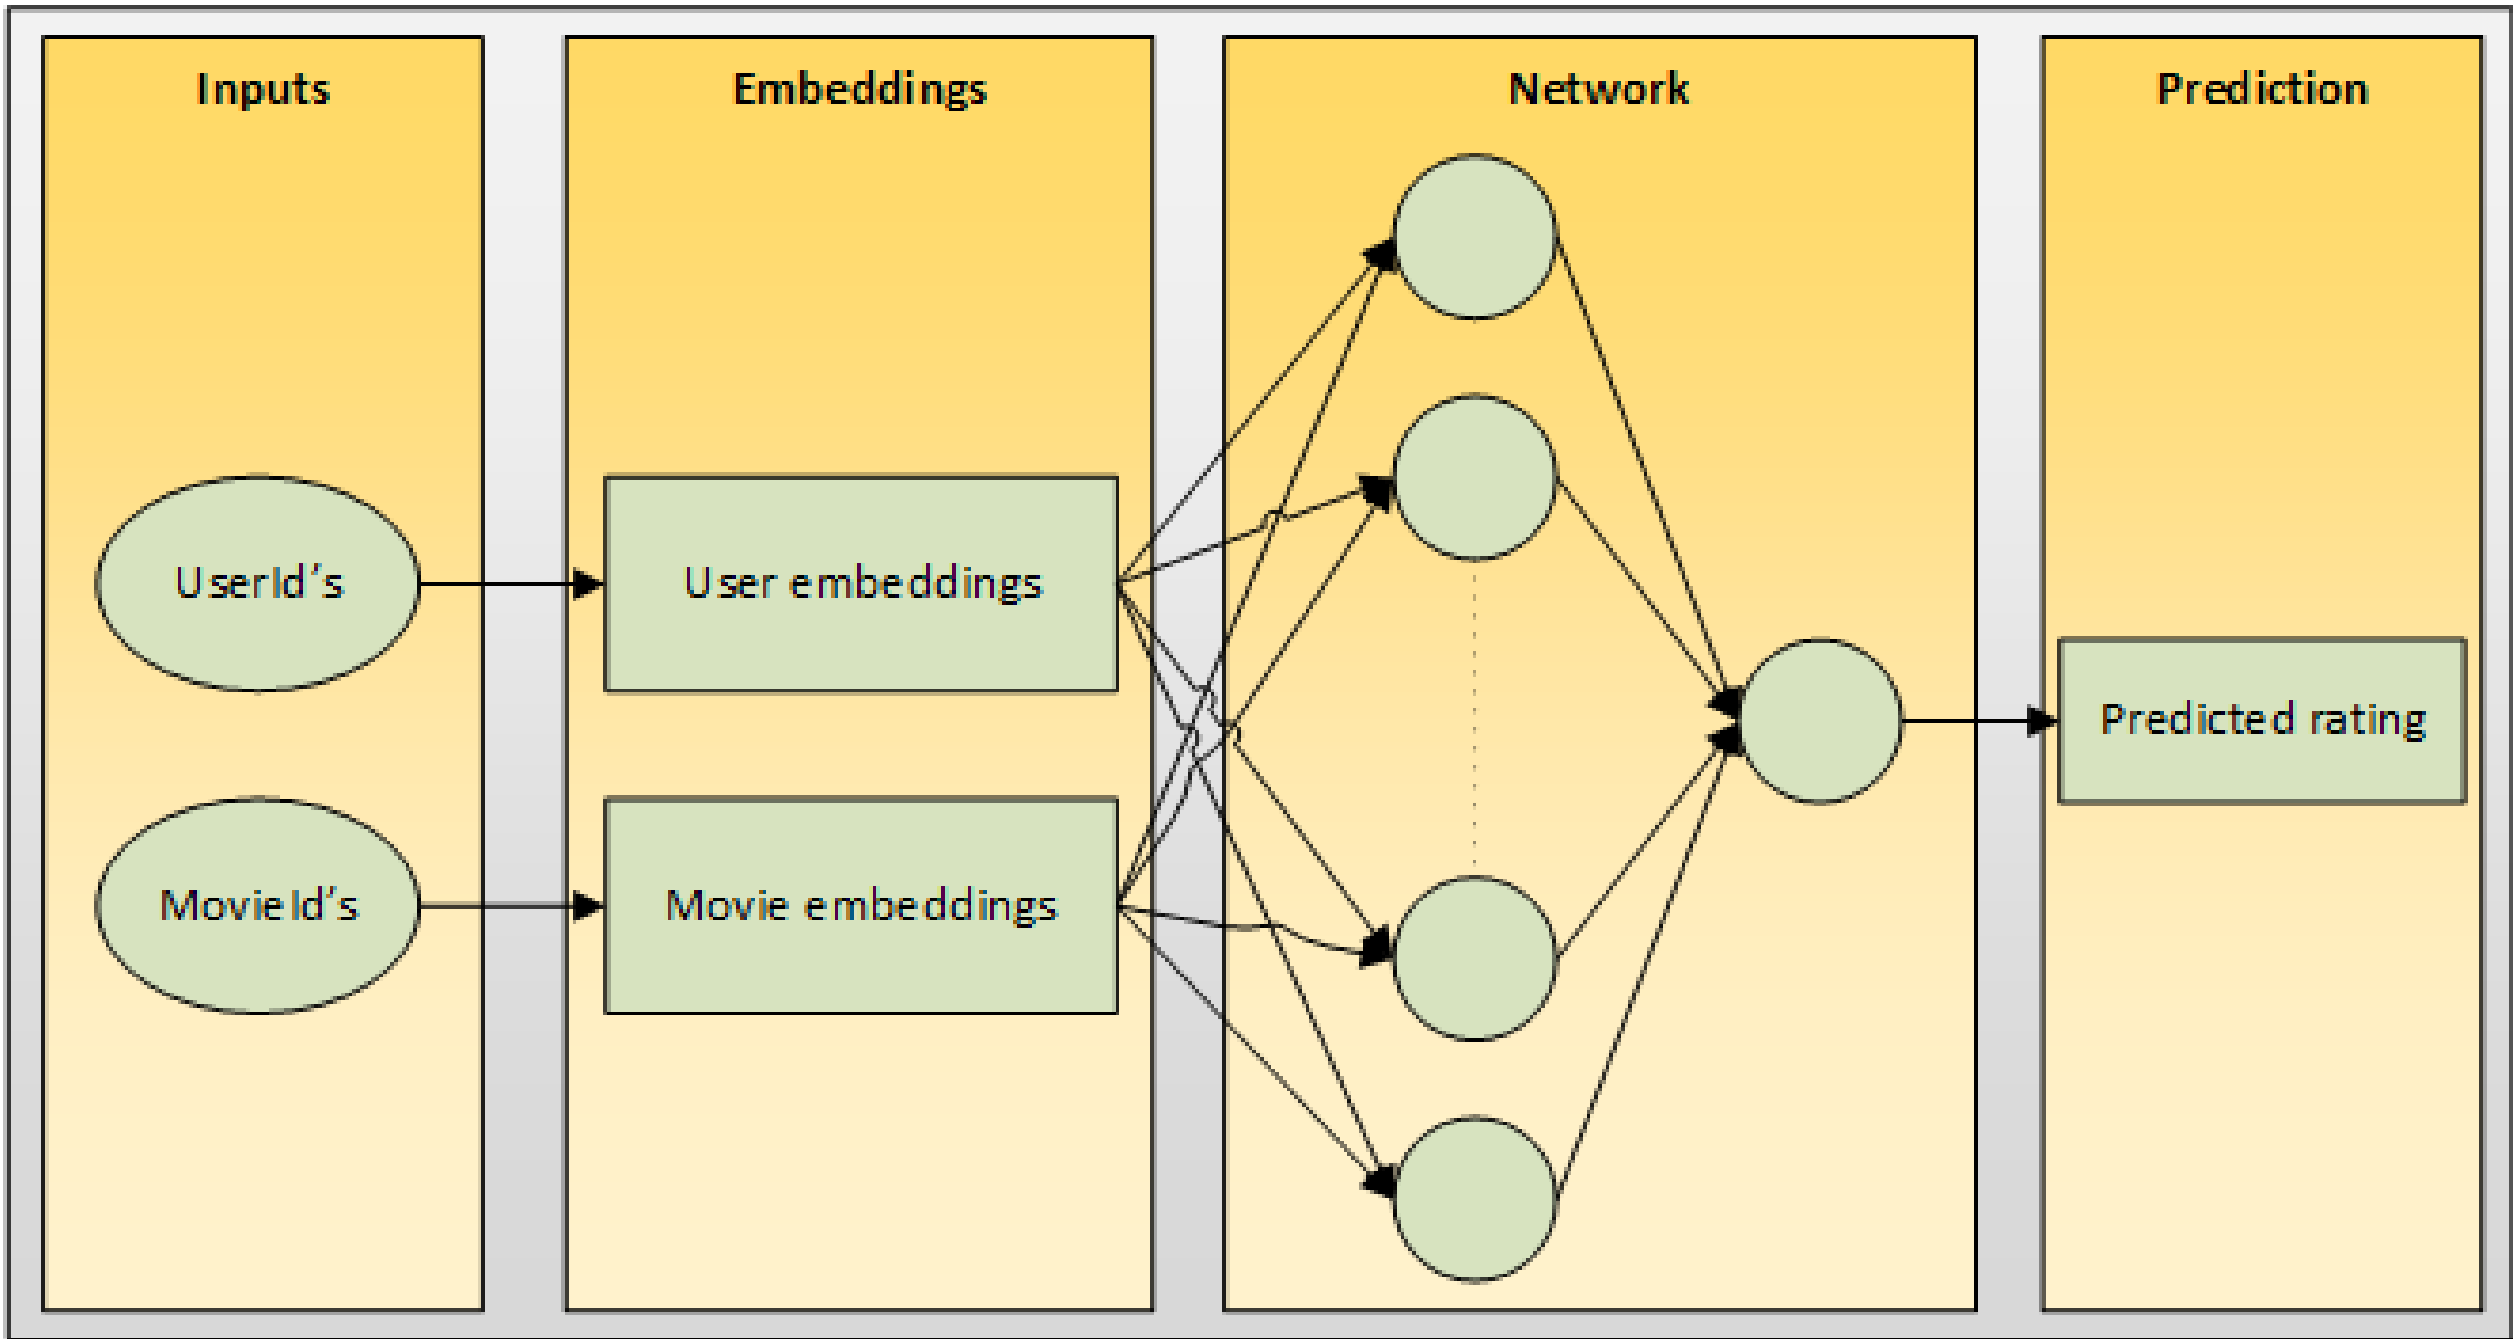 Inputs
Embeddings
Network
Prediction
UserId's
User embeddings
MovieId's
Movie embeddings
Predicted rating